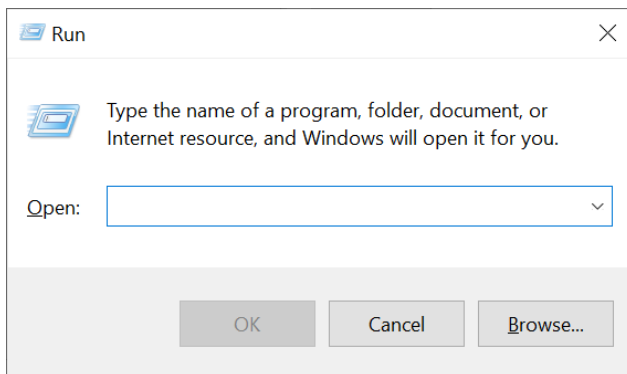 Run
Type the name of a program, folder, document, or
Internet resource, and Windows will open it for you.
Open:
OK Cancel Browse...